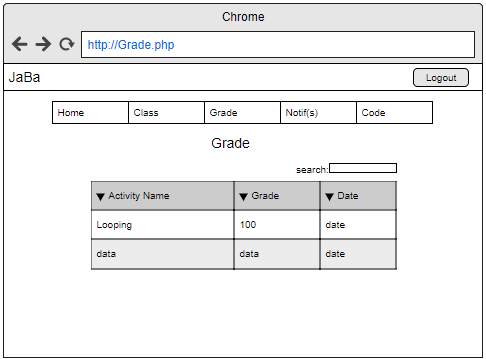 Chrome
http://Grade.php
JaBa Logout
Home Class Grade Notif(s) Code
Grade
search:
Activity Name Grade Date
Looping 100 date
data data date